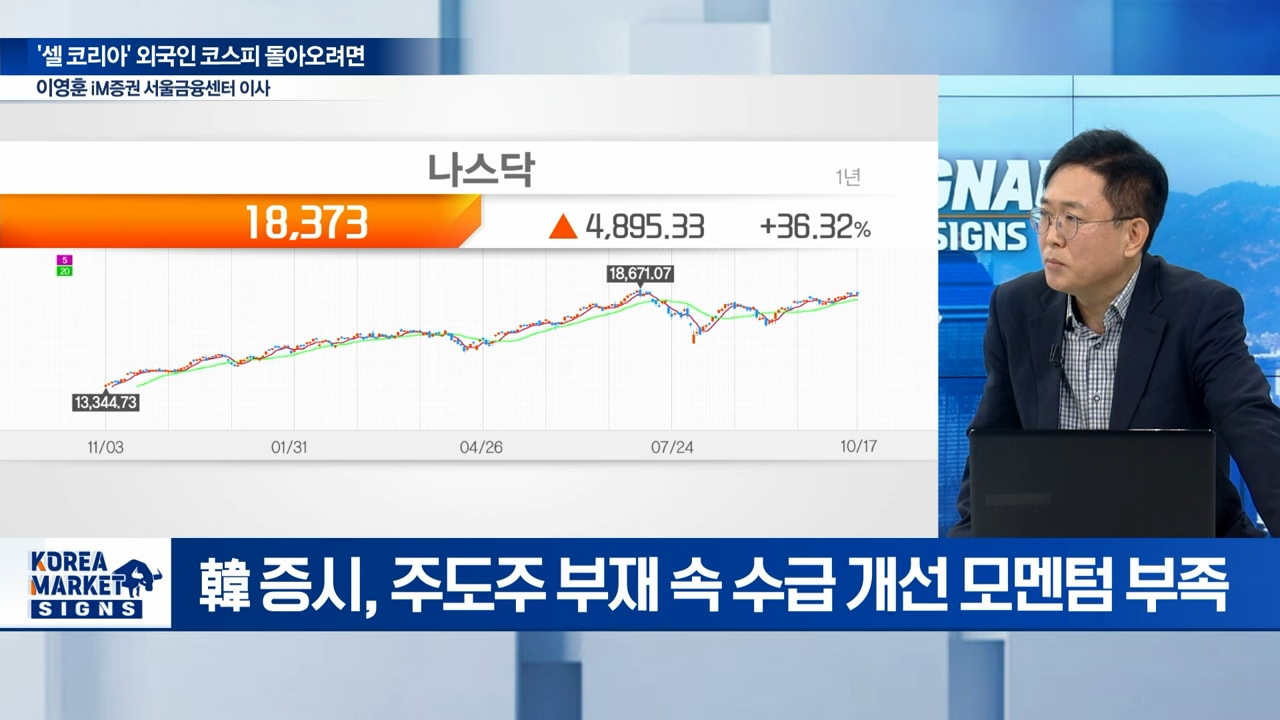 '셀 코리아' 외국인 코스피 돌아오려면
이영훈 iM증권 서울금융센터 이사
나스닥
1년
18,373
▲ 4,895.33
+36.32%
5
20
18,671.07
13,344.73
11/03
01/31
04/26
07/24
10/17
GNAL
SIGNS
KOREA
MARKET
SIGNS
韓 증시, 주도주 부재 속 수급 개선 모멘텀 부족